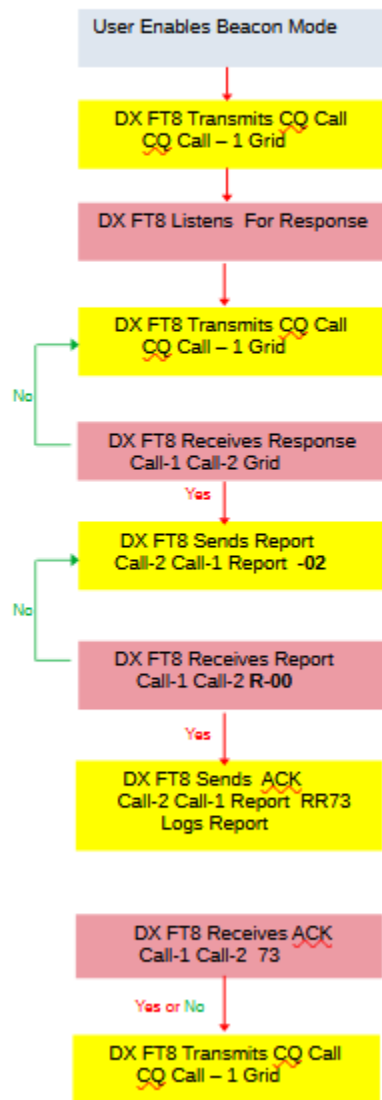 User Enables Beacon Mode
DX FT8 Transmits CQ Call
CQ Call – 1 Grid
DX FT8 Listens For Response
DX FT8 Transmits CQ Call
CQ Call – 1 Grid
No
DX FT8 Receives Response
Call-1 Call-2 Grid
Yes
DX FT8 Sends Report
Call-2 Call-1 Report -02
No
DX FT8 Receives Report
Call-1 Call-2 R-00
Yes
DX FT8 Sends ACK
Call-2 Call-1 Report RR73
Logs Report
DX FT8 Receives ACK
Call-1 Call-2 73
Yes or No
DX FT8 Transmits CQ Call
CQ Call – 1 Grid